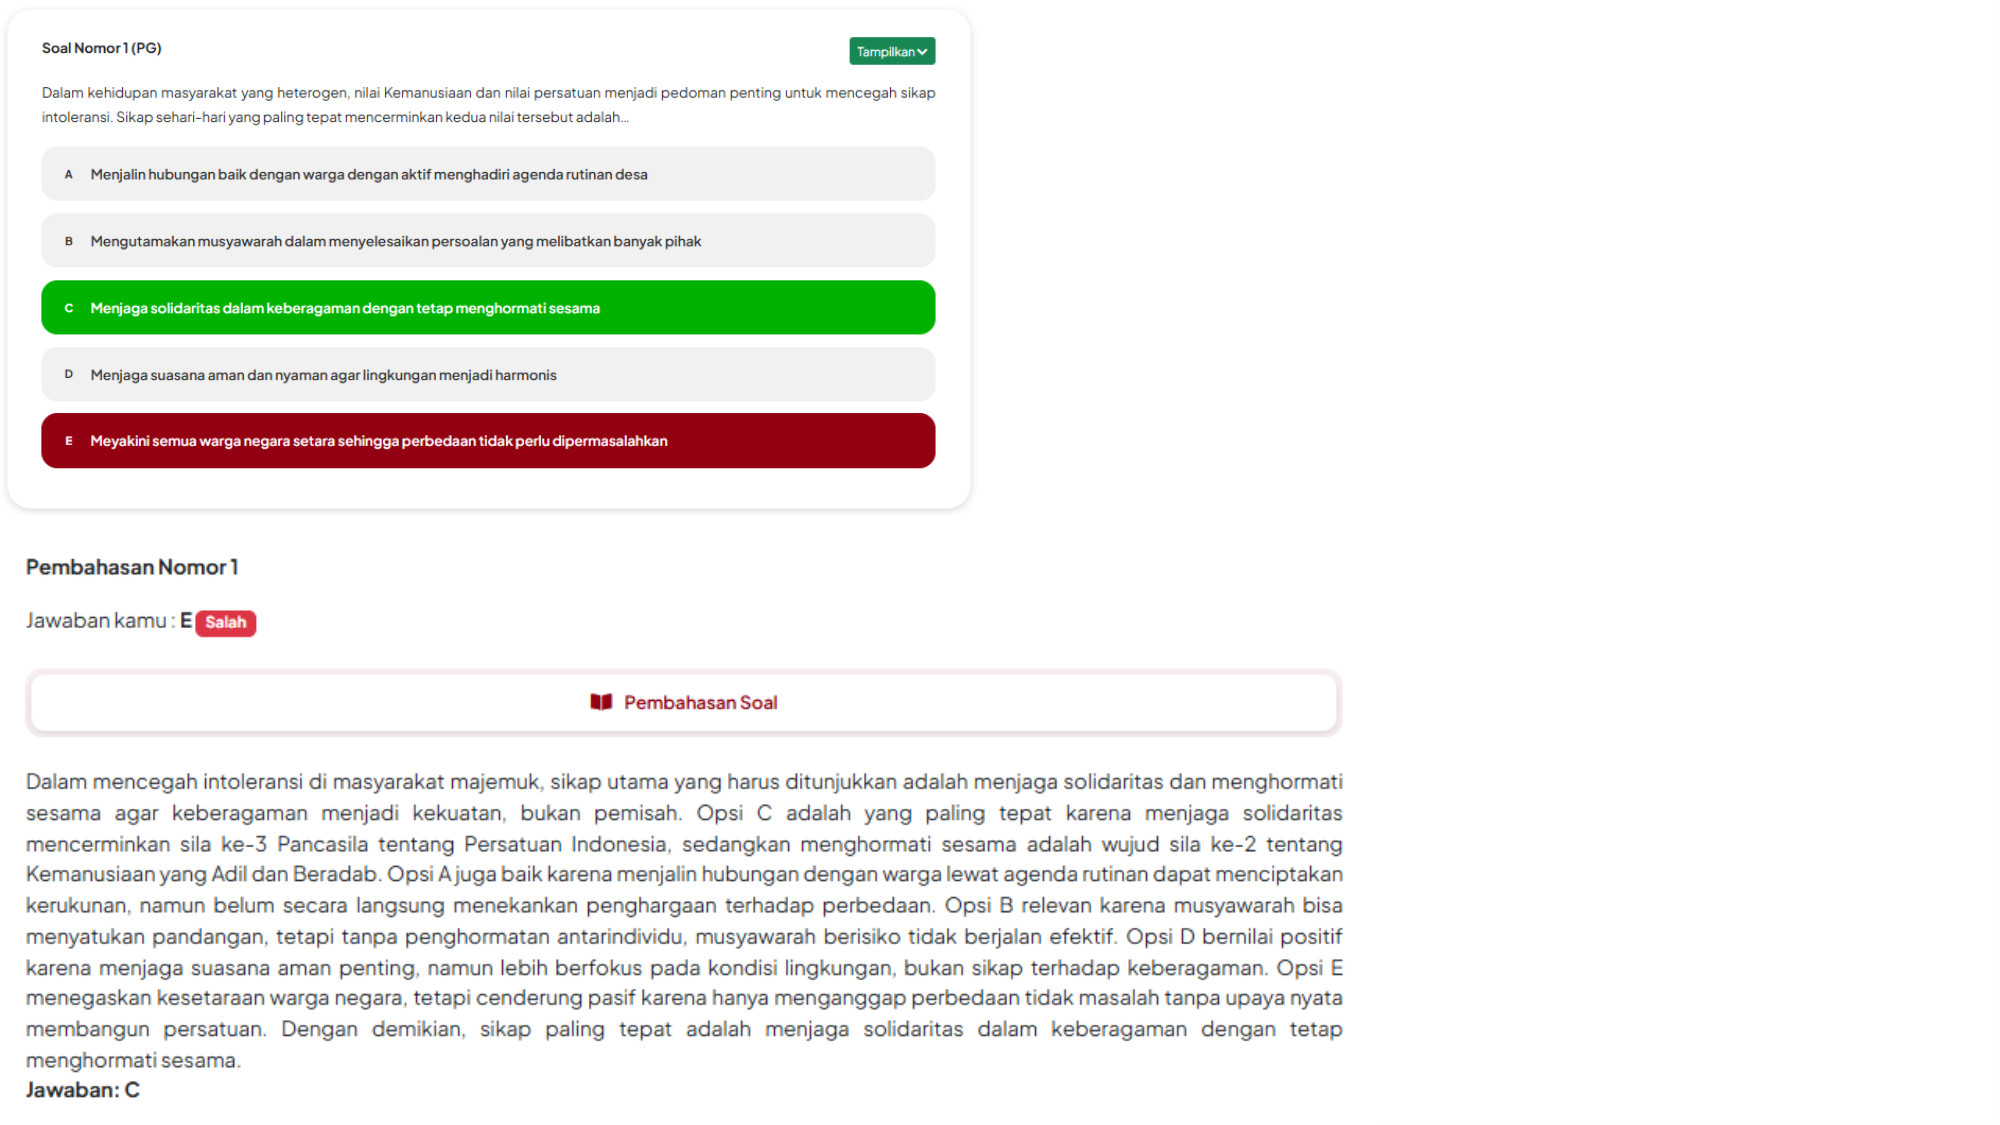 Soal Nomor 1 (PG)
Tampilkan
Dalam kehidupan masyarakat yang heterogen, nilai Kemanusiaan dan nilai persatuan menjadi pedoman penting untuk mencegah sikap
intoleransi. Sikap sehari-hari yang paling tepat mencerminkan kedua nilai tersebut adalah...
A Menjalin hubungan baik dengan warga dengan aktif menghadiri agenda rutinan desa
B Mengutamakan musyawarah dalam menyelesaikan persoalan yang melibatkan banyak pihak
C Menjaga solidaritas dalam keberagaman dengan tetap menghormati sesama
D Menjaga suasana aman dan nyaman agar lingkungan menjadi harmonis
E Meyakini semua warga negara setara sehingga perbedaan tidak perlu dipermasalahkan
Pembahasan Nomor 1
Jawaban kamu : E Salah
Pembahasan Soal
Dalam mencegah intoleransi di masyarakat majemuk, sikap utama yang harus ditunjukkan adalah menjaga solidaritas dan menghormati
sesama agar keberagaman menjadi kekuatan, bukan pemisah. Opsi C adalah yang paling tepat karena menjaga solidaritas
mencerminkan sila ke-3 Pancasila tentang Persatuan Indonesia, sedangkan menghormati sesama adalah wujud sila ke-2 tentang
Kemanusiaan yang Adil dan Beradab. Opsi A juga baik karena menjalin hubungan dengan warga lewat agenda rutinan dapat menciptakan
kerukunan, namun belum secara langsung menekankan penghargaan terhadap perbedaan. Opsi B relevan karena musyawarah bisa
menyatukan pandangan, tetapi tanpa penghormatan antarindividu, musyawarah berisiko tidak berjalan efektif. Opsi D bernilai positif
karena menjaga suasana aman penting, namun lebih berfokus pada kondisi lingkungan, bukan sikap terhadap keberagaman. Opsi E
menegaskan kesetaraan warga negara, tetapi cenderung pasif karena hanya menganggap perbedaan tidak masalah tanpa upaya nyata
membangun persatuan. Dengan demikian, sikap paling tepat adalah menjaga solidaritas dalam keberagaman dengan tetap
menghormati sesama.
Jawaban: C